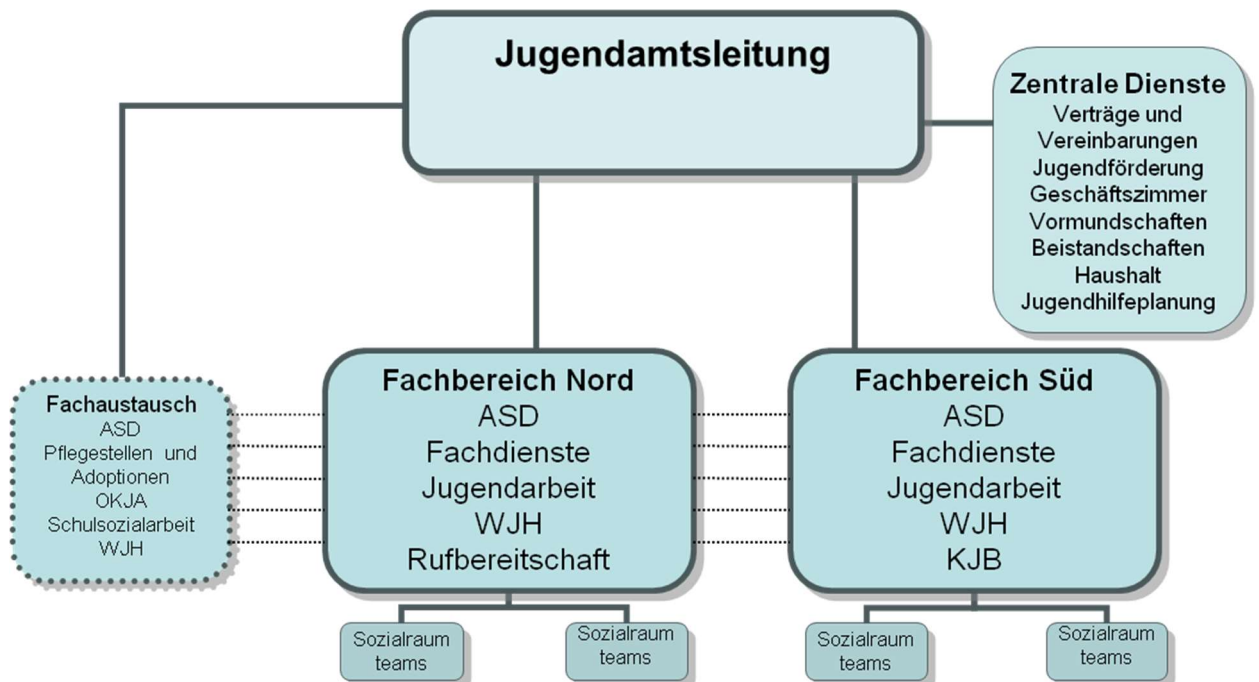 Jugendamtsleitung
Zentrale Dienste
Verträge und
Vereinbarungen
Jugendförderung
Geschäftszimmer
Vormundschaften
Beistandschaften
Haushalt
Jugendhilfeplanung
Fachaustausch
ASD
Pflegestellen und
Adoptionen
OKJA
Schulsozialarbeit
WJH
Fachbereich Nord
ASD
Fachdienste
Jugendarbeit
WJH
Rufbereitschaft
Fachbereich Süd
ASD
Fachdienste
Jugendarbeit
WJH
KJB
Sozialraum
teams
Sozialraum
teams
Sozialraum
teams
Sozialraum
teams